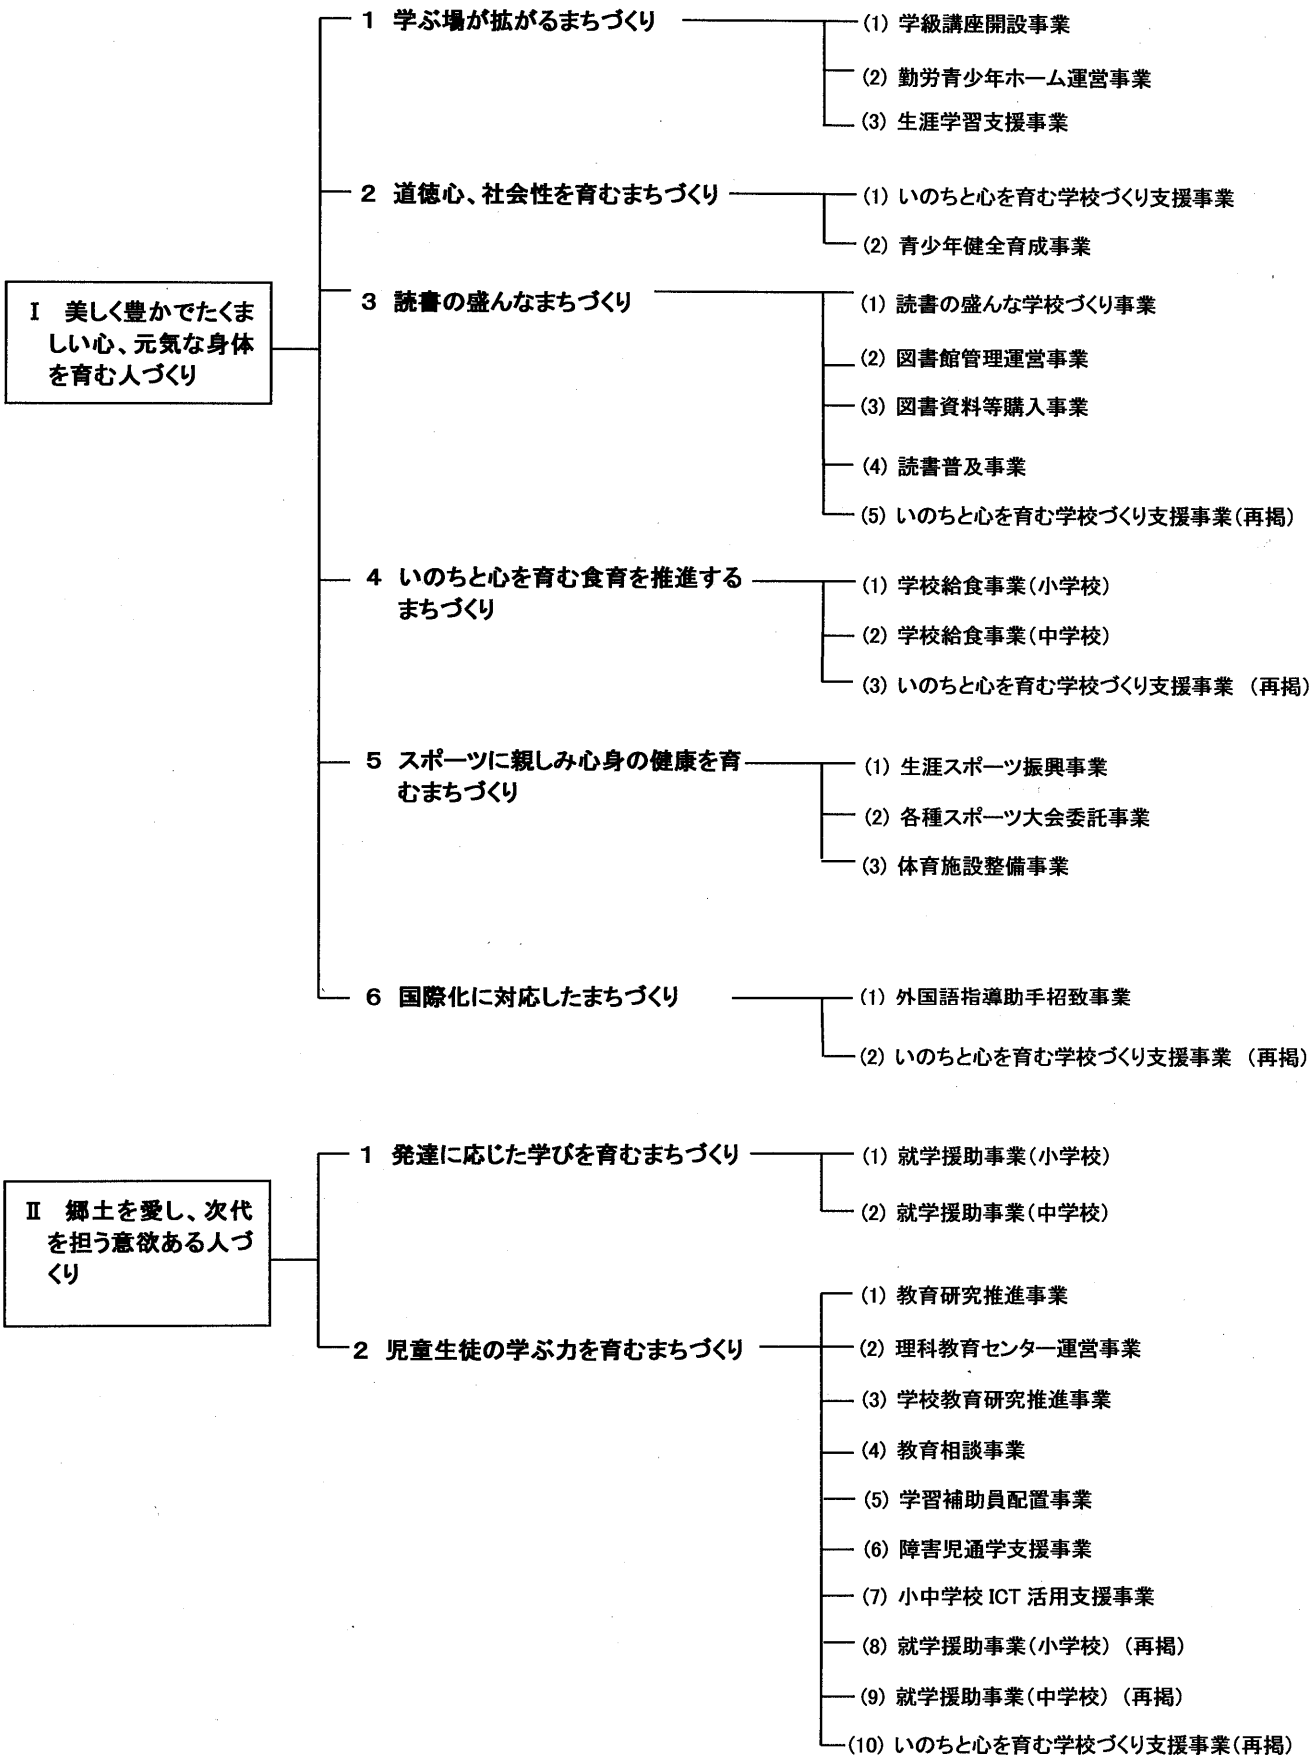 1 学ぶ場が拡がるまちづくり
(1) 学級講座開設事業
(2) 勤労青少年ホーム運営事業
(3) 生涯学習支援事業
2 道徳心、社会性を育むまちづくり
(1) いのちと心を育む学校づくり支援事業
(2) 青少年健全育成事業
Ⅰ 美しく豊かでたくま
しい心、元気な身体
を育む人づくり
3 読書の盛んなまちづくり
(1) 読書の盛んな学校づくり事業
(2) 図書館管理運営事業
(3) 図書資料等購入事業
(4) 読書普及事業
(5) いのちと心を育む学校づくり支援事業(再掲)
4 いのちと心を育む食育を推進する
まちづくり
(1) 学校給食事業(小学校)
(2) 学校給食事業(中学校)
(3) いのちと心を育む学校づくり支援事業 (再掲)
5 スポーツに親しみ心身の健康を育
むまちづくり
(1) 生涯スポーツ振興事業
(2) 各種スポーツ大会委託事業
(3) 体育施設整備事業
6 国際化に対応したまちづくり
(1) 外国語指導助手招致事業
(2) いのちと心を育む学校づくり支援事業 (再掲)
Ⅱ 郷土を愛し、次代
を担う意欲ある人づ
くり
1 発達に応じた学びを育むまちづくり
(1) 就学援助事業(小学校)
(2) 就学援助事業(中学校)
2 児童生徒の学ぶ力を育むまちづくり
(1) 教育研究推進事業
(2) 理科教育センター運営事業
(3) 学校教育研究推進事業
(4) 教育相談事業
(5) 学習補助員配置事業
(6) 障害児通学支援事業
(7) 小中学校 ICT 活用支援事業
(8) 就学援助事業(小学校) (再掲)
(9) 就学援助事業(中学校) (再掲)
(10) いのちと心を育む学校づくり支援事業(再掲)